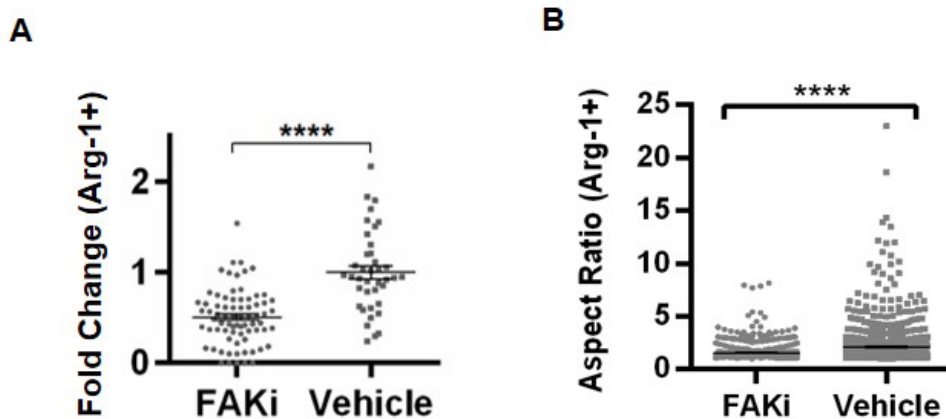 A
Fold Change (Arg-1+)
****
2
1
0
FAKi Vehicle
B
Aspect Ratio (Arg-1+)
****
25
20
15
10
5
0
FAKi Vehicle